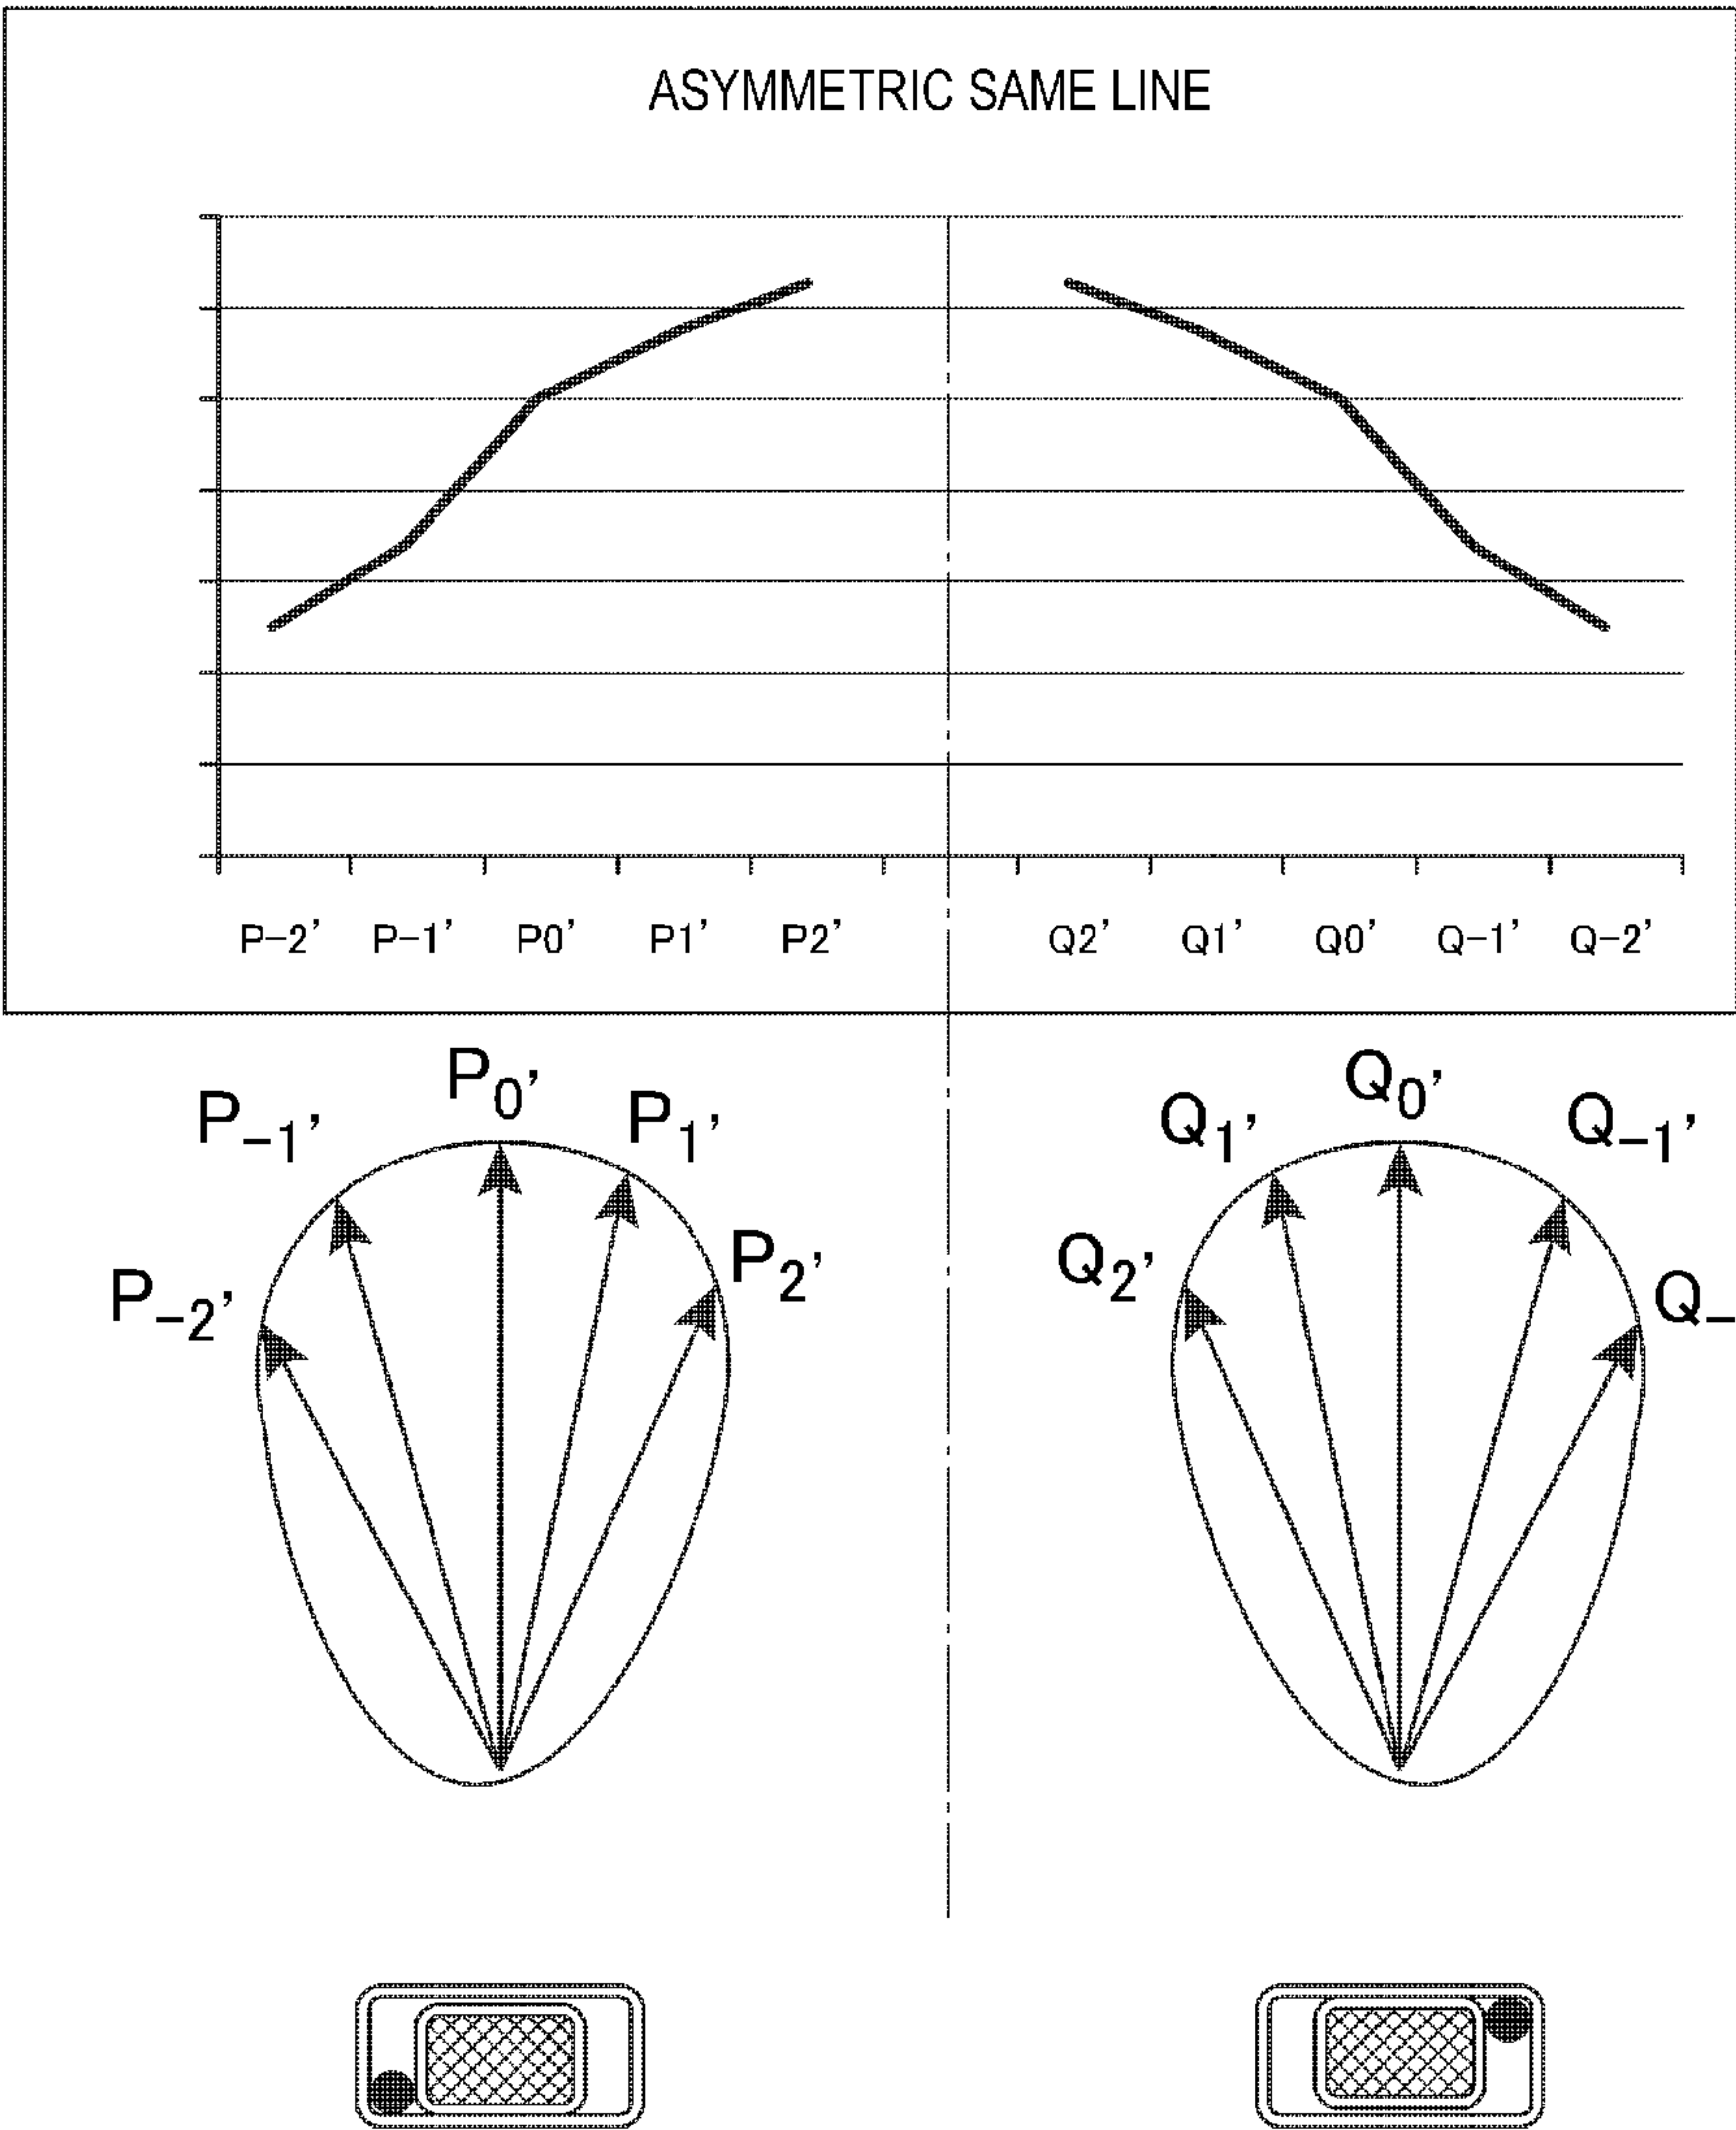 ASYMMETRIC SAME LINE
P-2' P-1' P0' P1' P2' Q2' Q1' Q0' Q-1' Q-2'
P0' Q0'
P-1' P1' Q1' Q-1'
P-2' P2' Q2' Q-